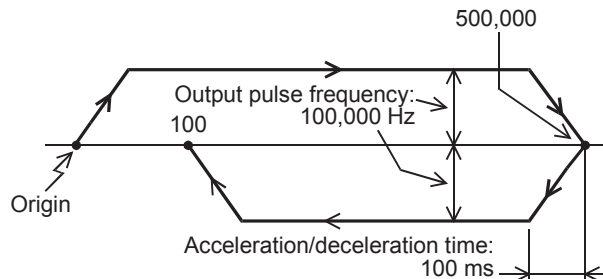 500,000
Output pulse frequency:
100,000 Hz
100
Origin
Acceleration/deceleration time:
100 ms